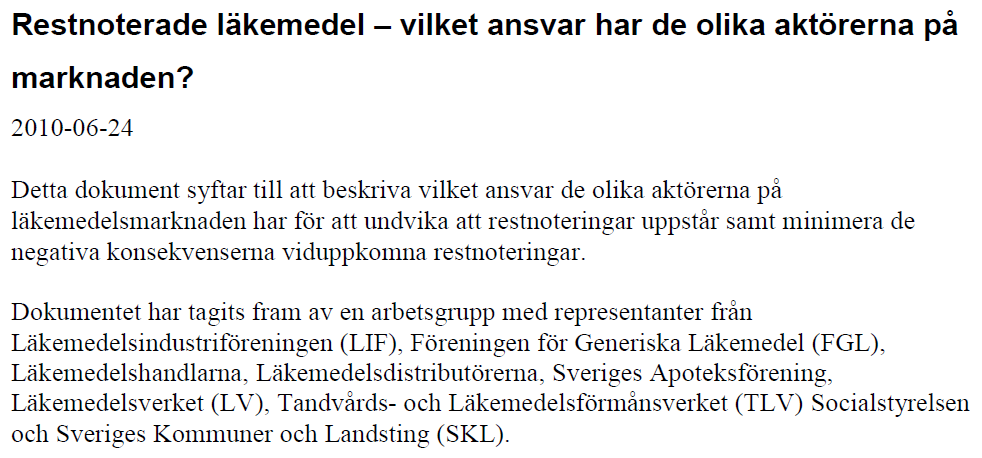 Restnoterade läkemedel – vilket ansvar har de olika aktörerna på
marknaden?
2010-06-24
Detta dokument syftar till att beskriva vilket ansvar de olika aktörerna på
läkemedelsmarknaden har för att undvika att restnoteringar uppstår samt minimera de
negativa konsekvenserna viduppkomna restnoteringar.
Dokumentet har tagits fram av en arbetsgrupp med representanter från
Läkemedelsindustriföreningen (LIF), Föreningen för Generiska Läkemedel (FGL),
Läkemedelshandlarna, Läkemedelsdistributörerna, Sveriges Apoteksförening,
Läkemedelsverket (LV), Tandvårds- och Läkemedelsförmånsverket (TLV) Socialstyrelsen
och Sveriges Kommuner och Landsting (SKL).